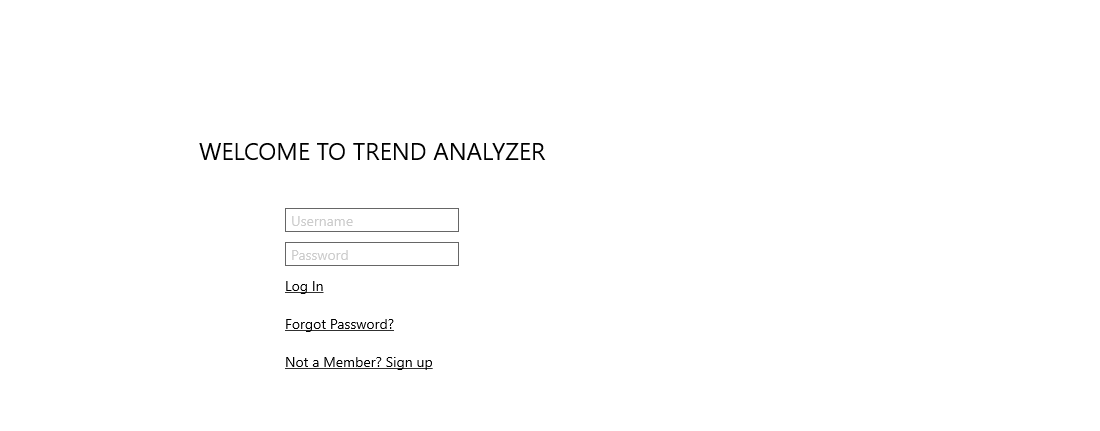 WELCOME TO TREND ANALYZER
Username
Password
Log In
Forgot Password?
Not a Member? Sign up